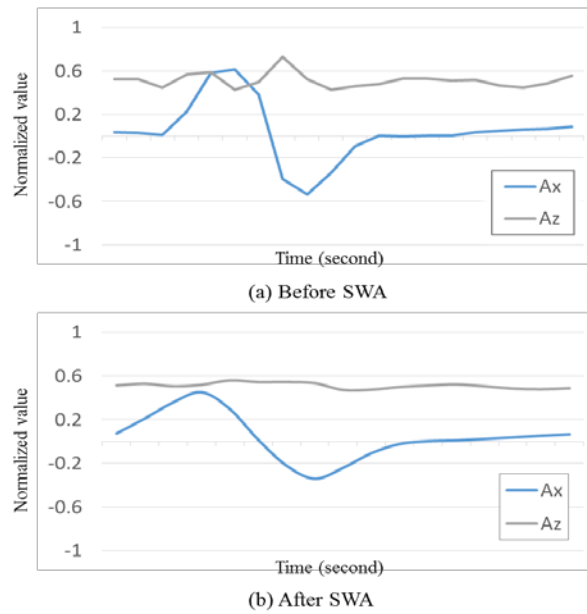 1
0.6
0.2
-0.2
-0.6
-1
Normalized value
Ax
Az
Time (second)
(a) Before SWA
1
0.6
0.2
-0.2
-0.6
-1
Normalized value
Ax
Az
Time (second)
(b) After SWA